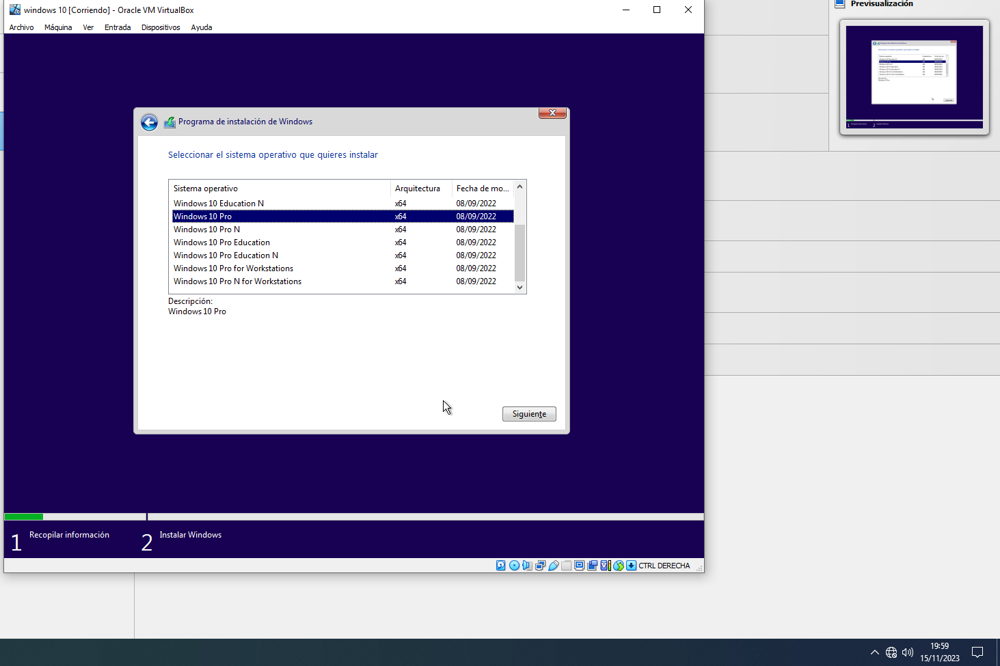 windows 10 [Corriendo] - Oracle VM VirtualBox
Archivo Máquina Ver Entrada Dispositivos Ayuda
Previsualización
Programa de instalación de Windows
Seleccionar el sistema operativo que quieres instalar
Sistema operativo Arquitectura Fecha de mo...
Windows 10 Education N x64 08/09/2022
Windows 10 Pro x64 08/09/2022
Windows 10 Pro N x64 08/09/2022
Windows 10 Pro Education x64 08/09/2022
Windows 10 Pro Education N x64 08/09/2022
Windows 10 Pro for Workstations x64 08/09/2022
Windows 10 Pro N for Workstations x64 08/09/2022
Descripción:
Windows 10 Pro
Siguiente
1 Recopilar información 2 Instalar Windows
CTRL DERECHA
19:59
15/11/2023